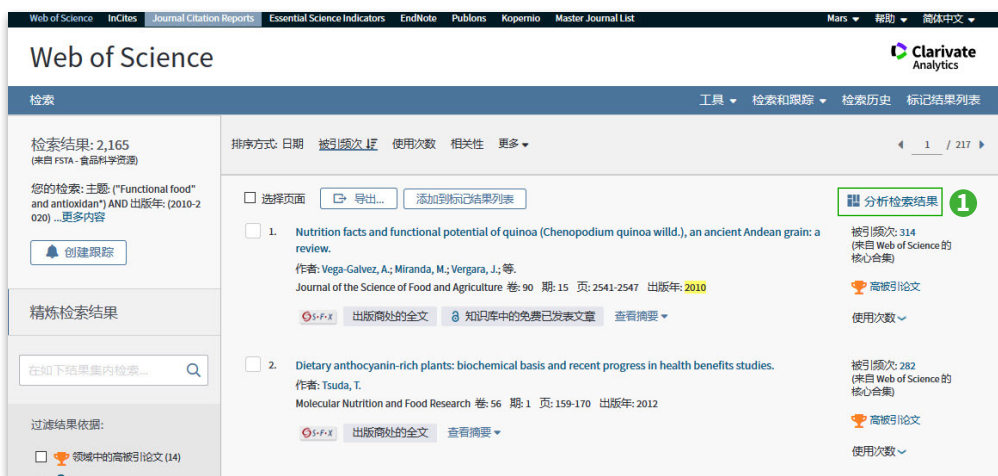 Web of Science InCites Journal Citation Reports Essential Science Indicators EndNote Publons Kopernio Master Journal List Mars 帮助 简体中文
Web of Science
Clarivate
Analytics
检索 工具 检索和跟踪 检索历史 标记结果列表
检索结果: 2,165
(来自 FSTA - 食品科学资源)
您的检索: 主题: ("Functional food"
and antioxidan*) AND 出版年: (2010-2
020) ...更多内容
创建跟踪
精炼检索结果
在如下结果集内检索...
过滤结果依据:
领域中的高被引论文 (14)
排序方式: 日期 被引频次 使用次数 相关性 更多 1 / 217
选择页面 导出... 添加到标记结果列表
分析检索结果 1
1. Nutrition facts and functional potential of quinoa (Chenopodium quinoa willd.), an ancient Andean grain: a
review.
作者: Vega-Galvez, A.; Miranda, M.; Vergara, J.; 等.
Journal of the Science of Food and Agriculture 卷: 90 期: 15 页: 2541-2547 出版年: 2010
S·F·X 出版商处的全文 知识库中的免费已发表文章 查看摘要
被引频次: 314
(来自 Web of Science 的
核心合集)
高被引论文
使用次数
2. Dietary anthocyanin-rich plants: biochemical basis and recent progress in health benefits studies.
作者: Tsuda, T.
Molecular Nutrition and Food Research 卷: 56 期: 1 页: 159-170 出版年: 2012
S·F·X 出版商处的全文 查看摘要
被引频次: 282
(来自 Web of Science 的
核心合集)
高被引论文
使用次数